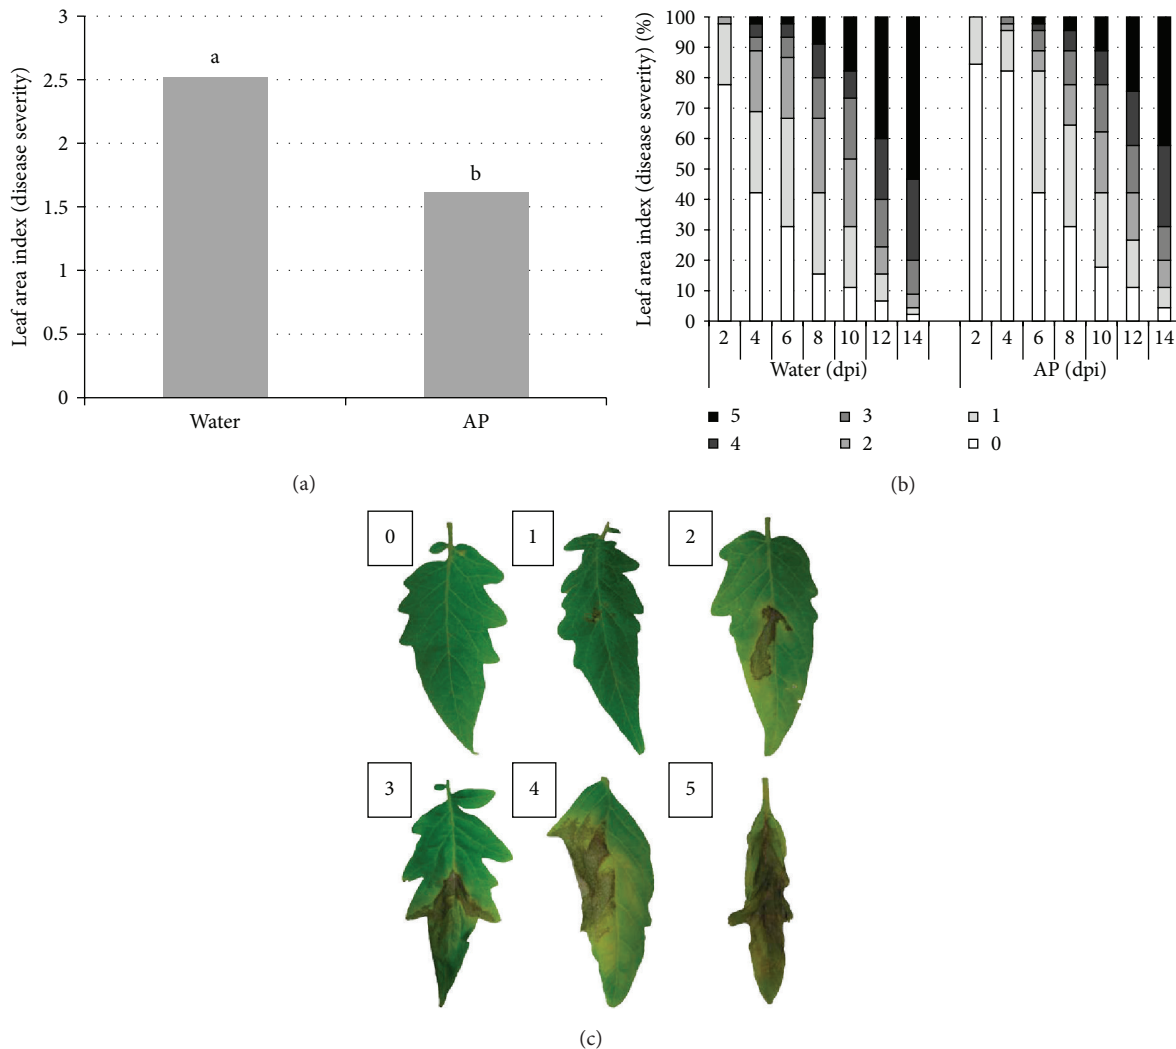 Leaf area index (disease severity)
3
2.5
2
1.5
1
0.5
0
a
b
Water
AP
(a)
Leaf area index (disease severity) (%)
100
90
80
70
60
50
40
30
20
10
0
2 4 6 8 10 12 14 2 4 6 8 10 12 14
Water (dpi) AP (dpi)
5 3 1
4 2 0
(b)
0 1 2
3 4 5
(c)